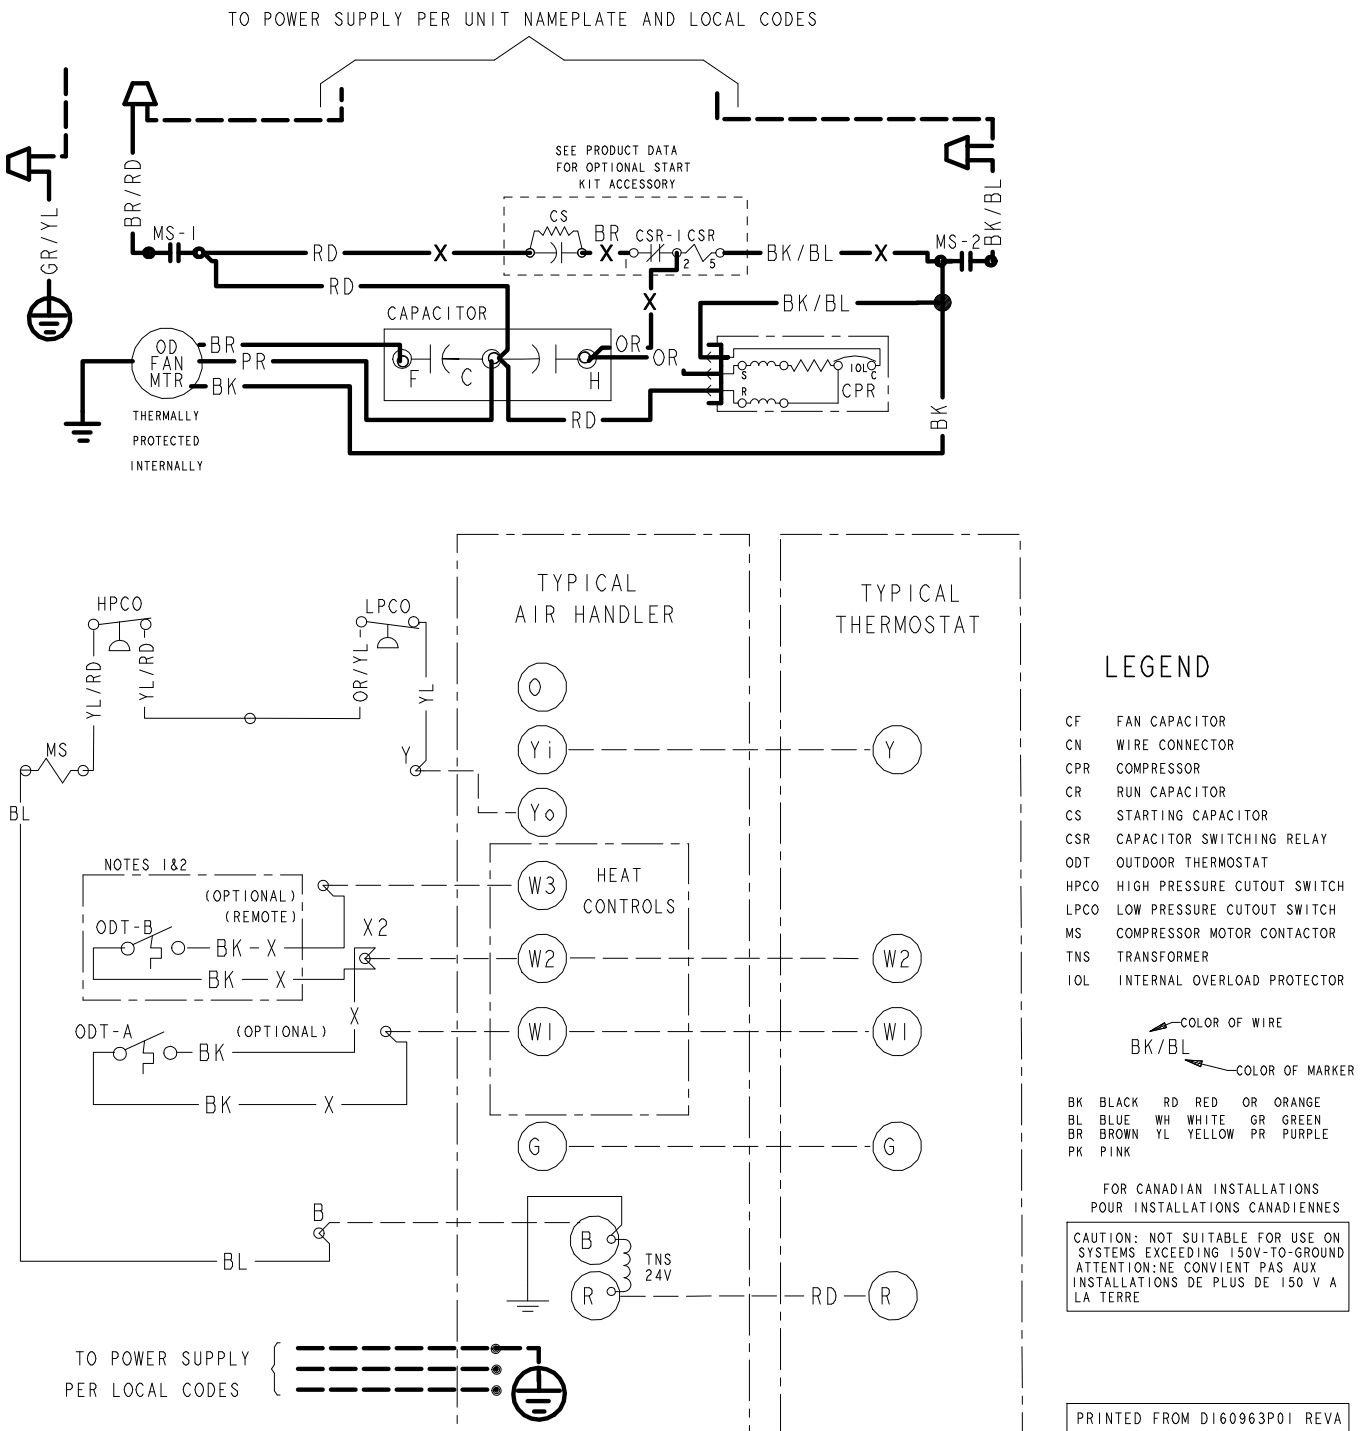 TO POWER SUPPLY PER UNIT NAMEPLATE AND LOCAL CODES
SEE PRODUCT DATA
FOR OPTIONAL START
KIT ACCESSORY
BR/RD
GR/YL
BK/BL
MS-1
RD
X
CS
BR
X
CSR-1 CSR
1
2
5
BK/BL
X
MS-2
RD
X
BK/BL
CAPACITOR
OD
FAN
MTR
BR
PR
BK
F
C
H
OR
OR
S
R
IOL
C
CPR
RD
BK
THERMALLY
PROTECTED
INTERNALLY
TYPICAL
AIR HANDLER
TYPICAL
THERMOSTAT
HPCO
LPCO
YL/RD
YL/RD
OR/YL
YL
MS
Y
BL
O
Yi
Y
Yo
NOTES 1&2
(OPTIONAL)
(REMOTE)
ODT-B
BK-X
BK
X
X2
W3
HEAT
CONTROLS
W2
W2
X
ODT-A
(OPTIONAL)
BK
BK
X
W1
W1
G
G
B
BL
B
R
TNS
24V
RD
R
TO POWER SUPPLY
PER LOCAL CODES
LEGEND
CF FAN CAPACITOR
CN WIRE CONNECTOR
CPR COMPRESSOR
CR RUN CAPACITOR
CS STARTING CAPACITOR
CSR CAPACITOR SWITCHING RELAY
ODT OUTDOOR THERMOSTAT
HPCO HIGH PRESSURE CUTOUT SWITCH
LPCO LOW PRESSURE CUTOUT SWITCH
MS COMPRESSOR MOTOR CONTACTOR
TNS TRANSFORMER
IOL INTERNAL OVERLOAD PROTECTOR
COLOR OF WIRE
BK/BL
COLOR OF MARKER
BK BLACK RD RED OR ORANGE
BL BLUE WH WHITE GR GREEN
BR BROWN YL YELLOW PR PURPLE
PK PINK
FOR CANADIAN INSTALLATIONS
POUR INSTALLATIONS CANADIENNES
CAUTION: NOT SUITABLE FOR USE ON
SYSTEMS EXCEEDING 150V-TO-GROUND
ATTENTION:NE CONVIENT PAS AUX
INSTALLATIONS DE PLUS DE 150 V A
LA TERRE
PRINTED FROM D160963P01 REVA